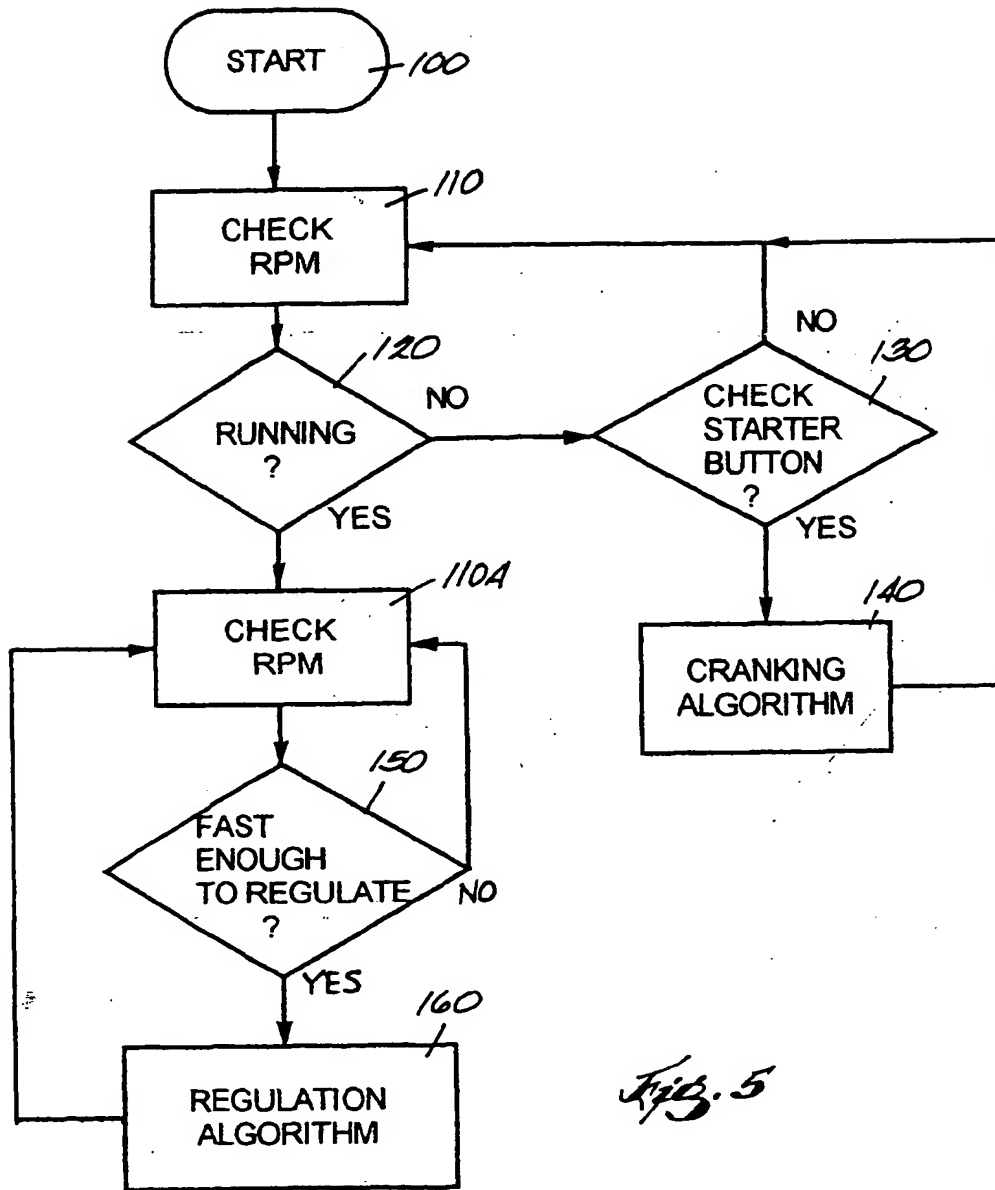 START
100
110
CHECK
RPM
120
RUNNING
?
NO
YES
NO
130
CHECK
STARTER
BUTTON
?
YES
110A
CHECK
RPM
140
CRANKING
ALGORITHM
150
FAST
ENOUGH
TO REGULATE
?
NO
YES
160
REGULATION
ALGORITHM
Fig. 5